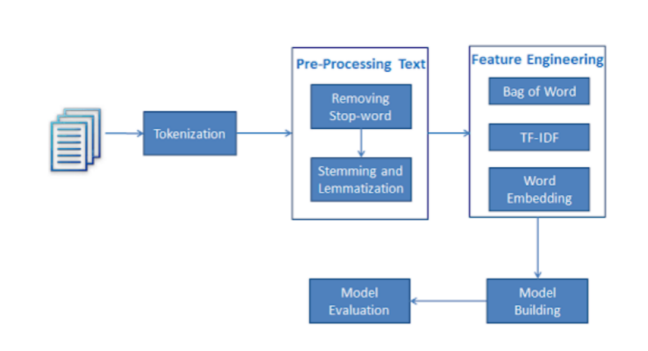 Tokenization
Pre-Processing Text
Removing
Stop-word
Stemming and
Lemmatization
Feature Engineering
Bag of Word
TF-IDF
Word
Embedding
Model
Building
Model
Evaluation